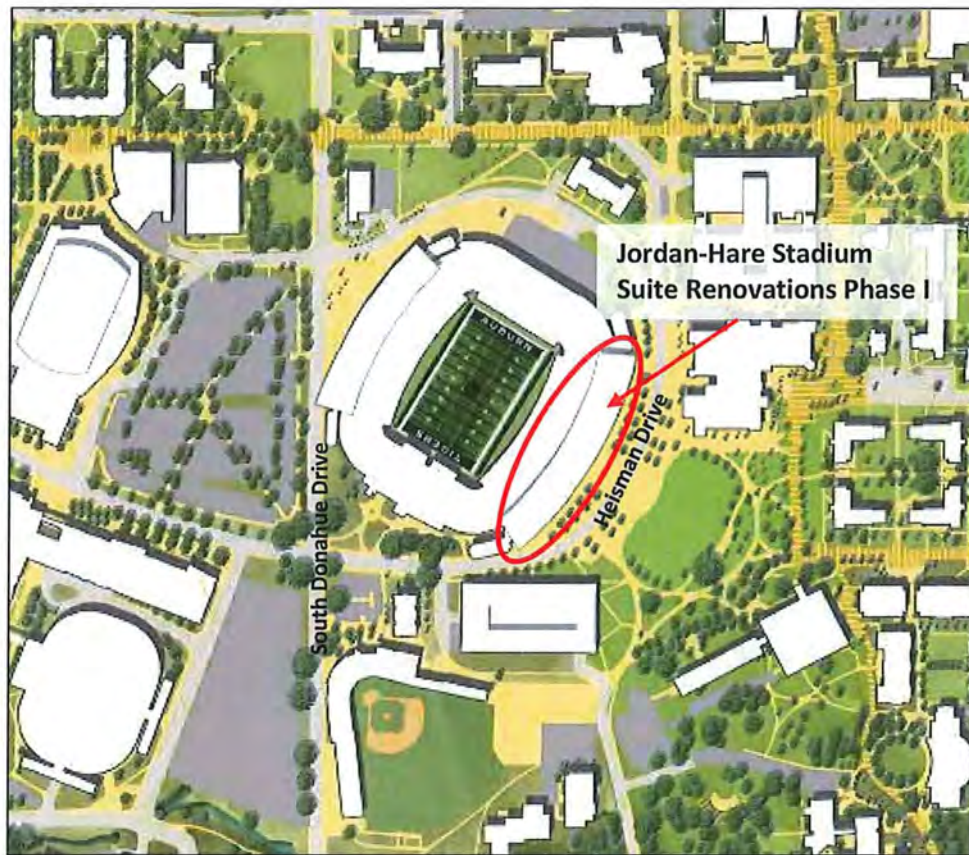 Jordan-Hare Stadium
Suite Renovations Phase I
AUBURN
TIGERS
Heisman Drive
South Donahue Drive